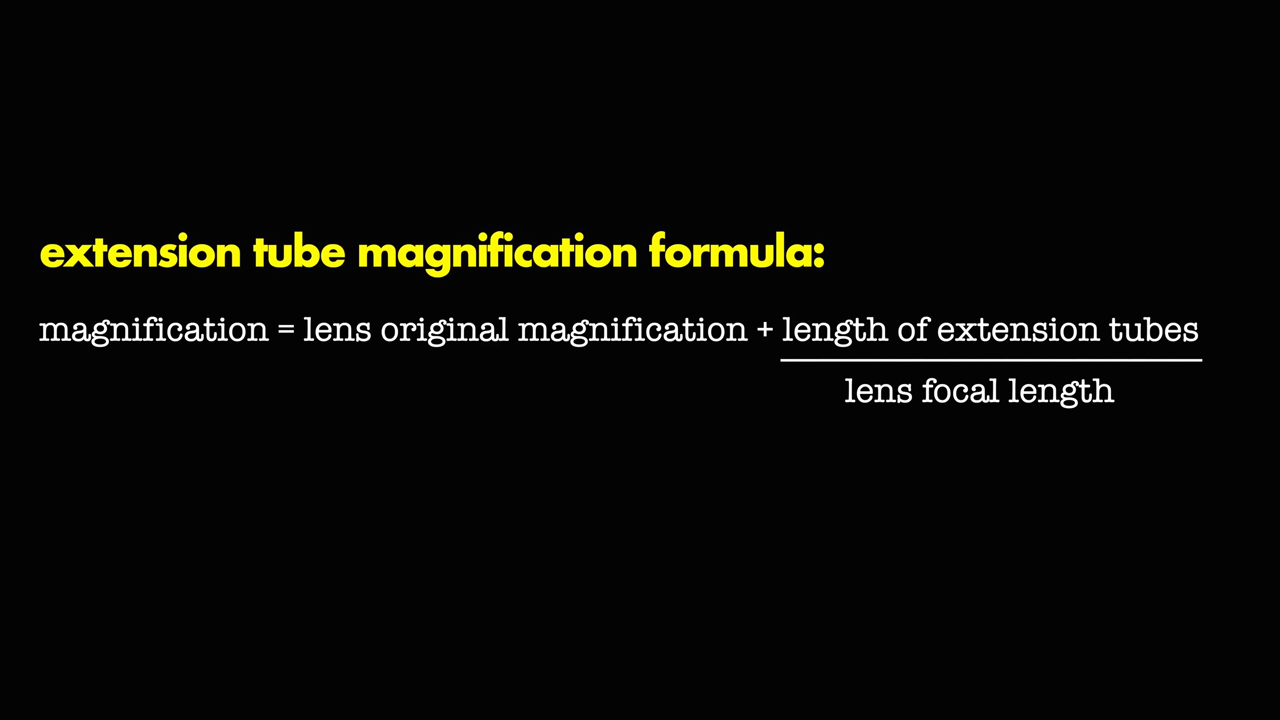 extension tube magnification formula:
magnification = lens original magnification + length of extension tubes
lens focal length